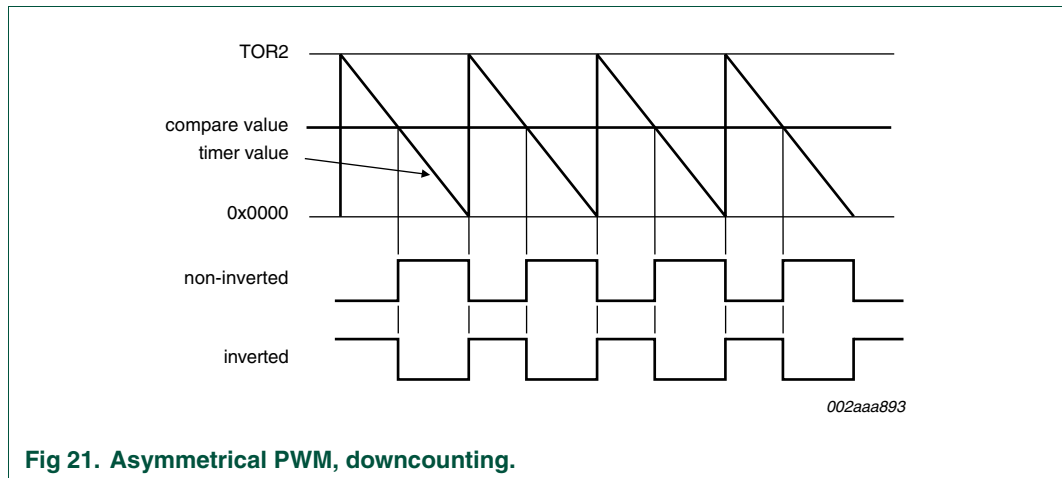 TOR2
compare value
timer value
0x0000
non-inverted
inverted
002aaa893
Fig 21. Asymmetrical PWM, downcounting.